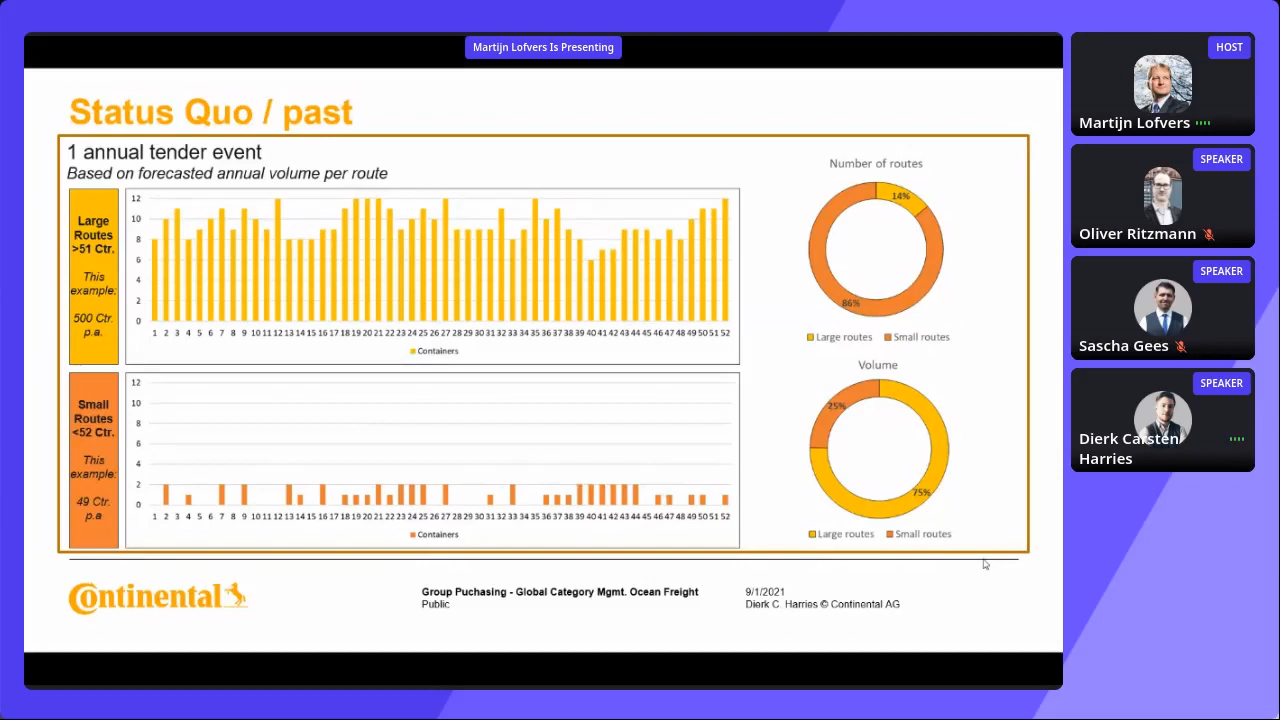 Martijn Lofvers Is Presenting
Status Quo / past
1 annual tender event
Based on forecasted annual volume per route
Large
Routes
>51 Ctr.
This
example:
500 Ctr.
p.a.
12
10
8
6
4
2
0
1 2 3 4 5 6 7 8 9 10 11 12 13 14 15 16 17 18 19 20 21 22 23 24 25 26 27 28 29 30 31 32 33 34 35 36 37 38 39 40 41 42 43 44 45 46 47 48 49 50 51 52
Containers
Small
Routes
<52 Ctr.
This
example:
49 Ctr.
p.a
12
10
8
6
4
2
0
1 2 3 4 5 6 7 8 9 10 11 12 13 14 15 16 17 18 19 20 21 22 23 24 25 26 27 28 29 30 31 32 33 34 35 36 37 38 39 40 41 42 43 44 45 46 47 48 49 50 51 52
Containers
Number of routes
14%
86%
Large routes Small routes
Volume
25%
75%
Large routes Small routes
Continental
Group Puchasing - Global Category Mgmt. Ocean Freight
Public
9/1/2021
Dierk C. Harries © Continental AG
HOST
Martijn Lofvers
SPEAKER
Oliver Ritzmann
SPEAKER
Sascha Gees
SPEAKER
Dierk Carsten
Harries